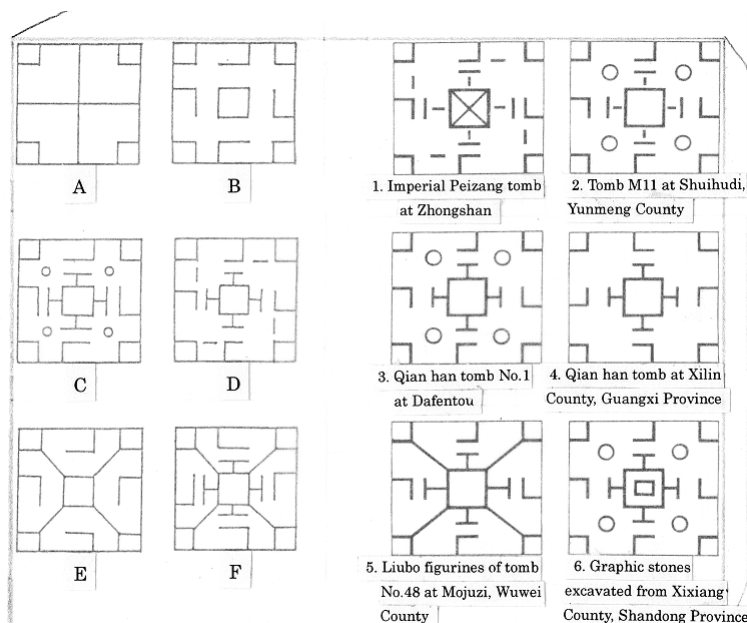 A
B
1. Imperial Peizang tomb
at Zhongshan
2. Tomb M11 at Shuihudi,
Yunmeng County
C
D
3. Qian han tomb No.1
at Dafentou
4. Qian han tomb at Xilin
County, Guangxi Province
E
F
5. Liubo figurines of tomb
No.48 at Mojuzi, Wuwei
County
6. Graphic stones
excavated from Xixiang
County, Shandong Province